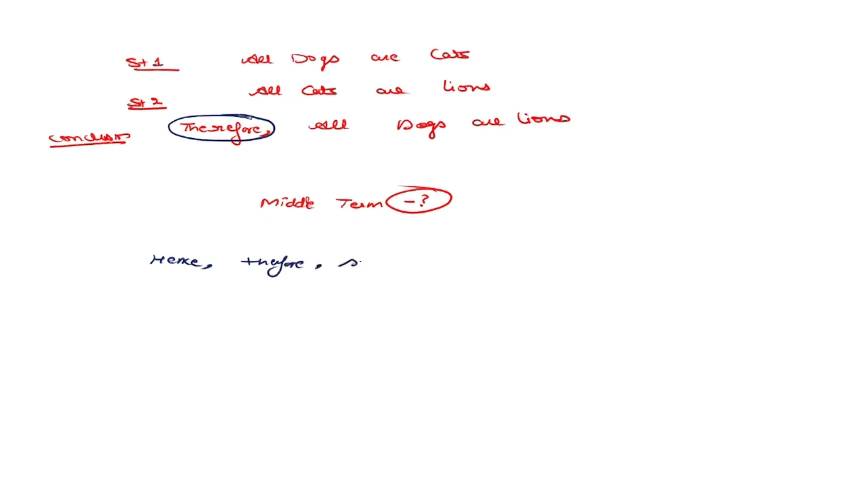 St 1 All Dogs are Cats
St 2 All Cats are Lions
Conclusion Therefore, All Dogs are Lions
Middle Term - ?
Hence, therefore, s